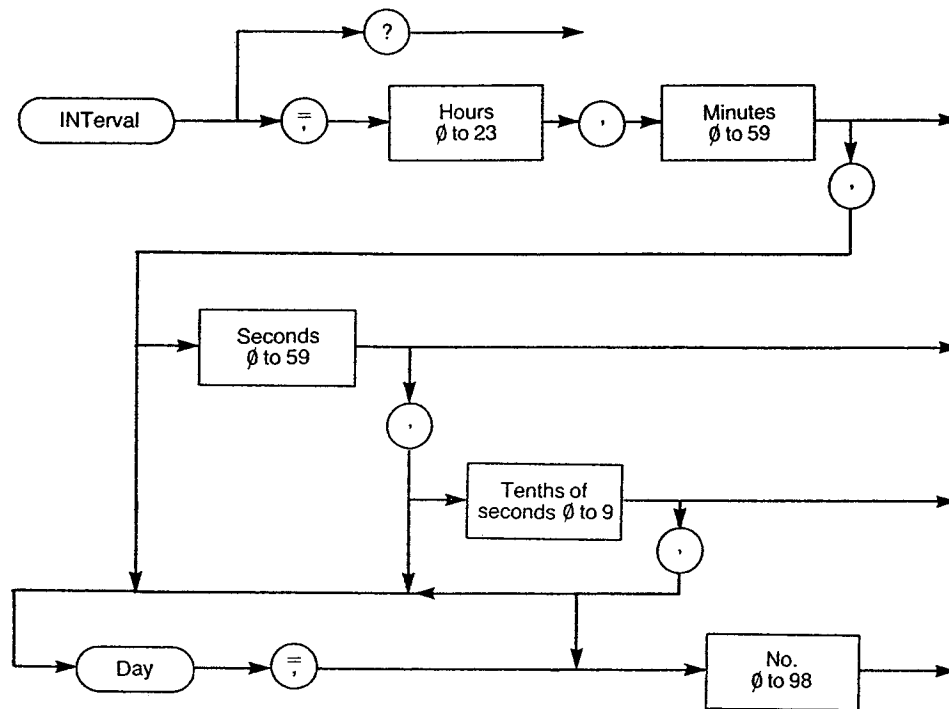 ?
INTerval
=,
Hours
Ø to 23
,
Minutes
Ø to 59
,
Seconds
Ø to 59
,
Tenths of
seconds Ø to 9
,
Day
=,
No.
Ø to 98